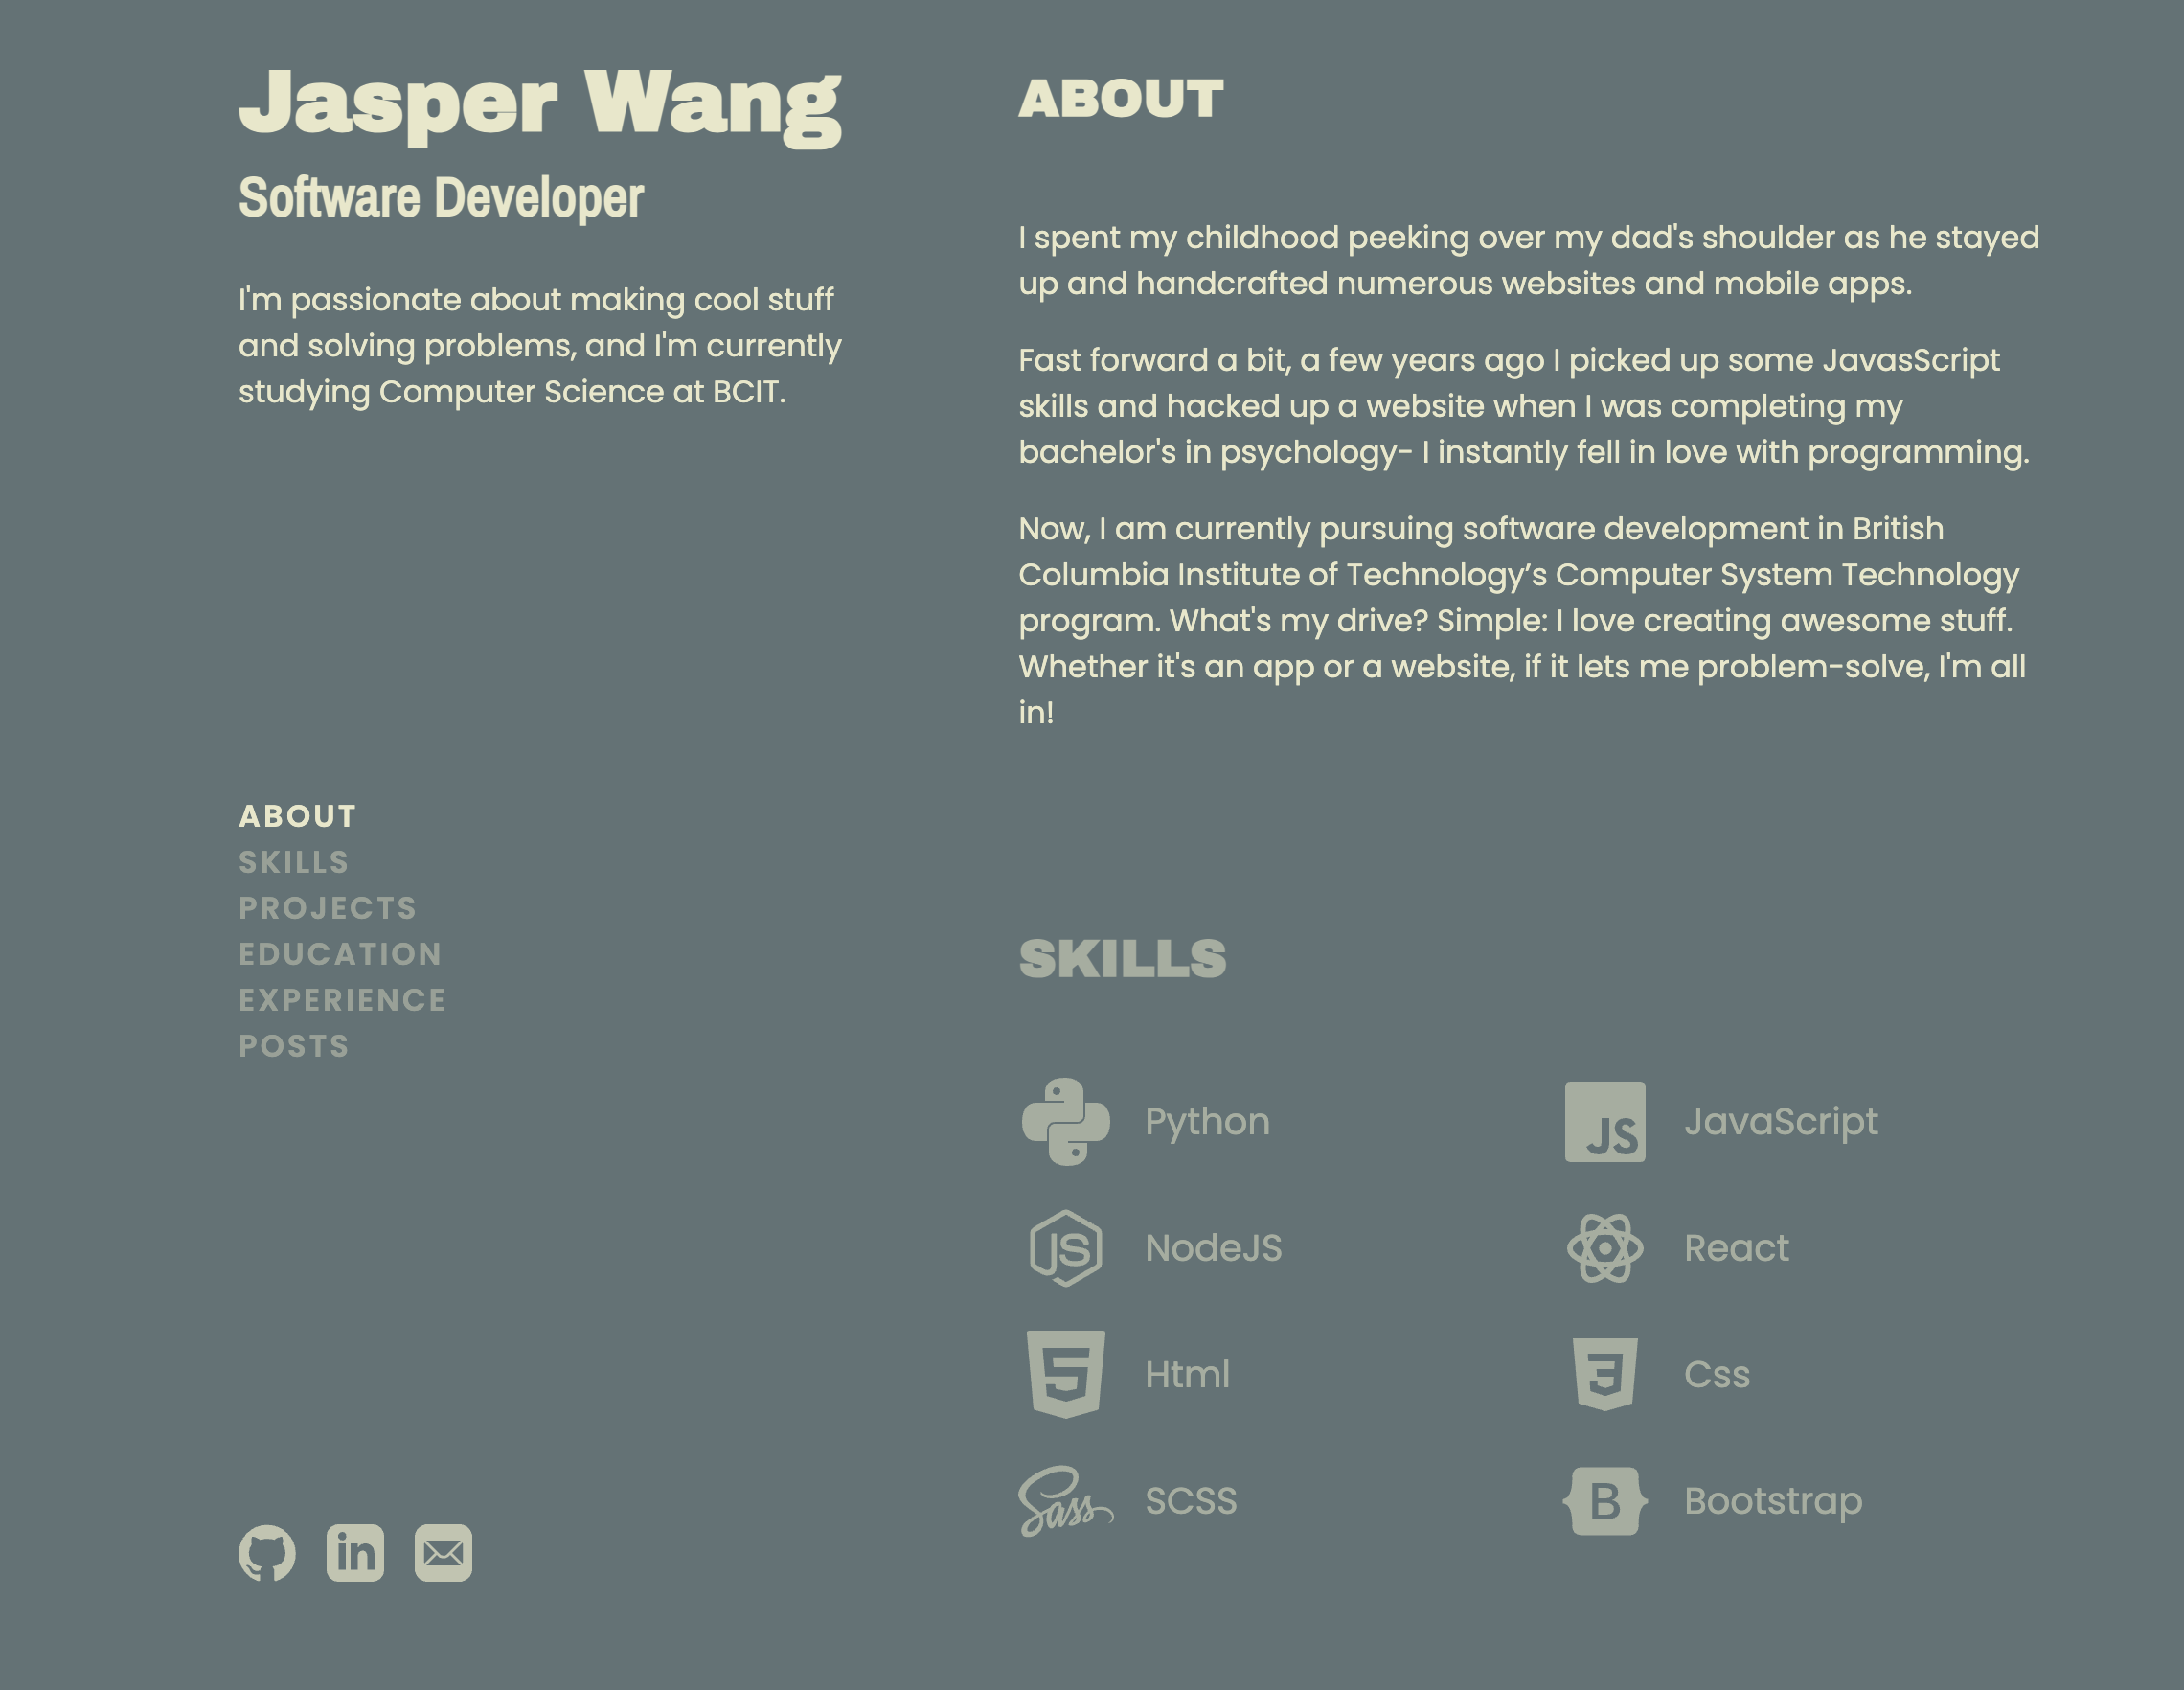 Jasper Wang
Software Developer
I'm passionate about making cool stuff
and solving problems, and I'm currently
studying Computer Science at BCIT.
ABOUT
SKILLS
PROJECTS
EDUCATION
EXPERIENCE
POSTS
in
ABOUT
I spent my childhood peeking over my dad's shoulder as he stayed
up and handcrafted numerous websites and mobile apps.
Fast forward a bit, a few years ago I picked up some JavasScript
skills and hacked up a website when I was completing my
bachelor's in psychology- I instantly fell in love with programming.
Now, I am currently pursuing software development in British
Columbia Institute of Technology’s Computer System Technology
program. What's my drive? Simple: I love creating awesome stuff.
Whether it's an app or a website, if it lets me problem-solve, I'm all
in!
SKILLS
Python
JS JavaScript
JS NodeJS
React
5 Html
3 Css
Sass SCSS
B Bootstrap